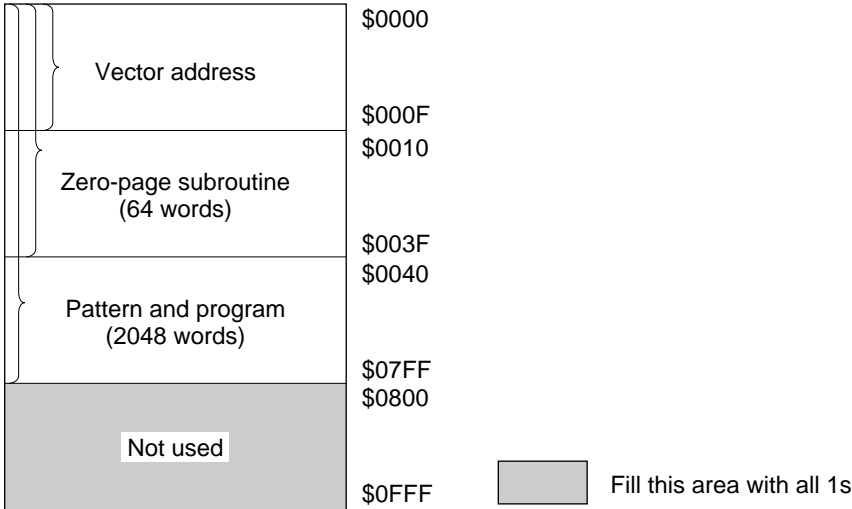 $0000
Vector address
$000F
$0010
Zero-page subroutine
(64 words)
$003F
$0040
Pattern and program
(2048 words)
$07FF
$0800
Not used
$0FFF
Fill this area with all 1s